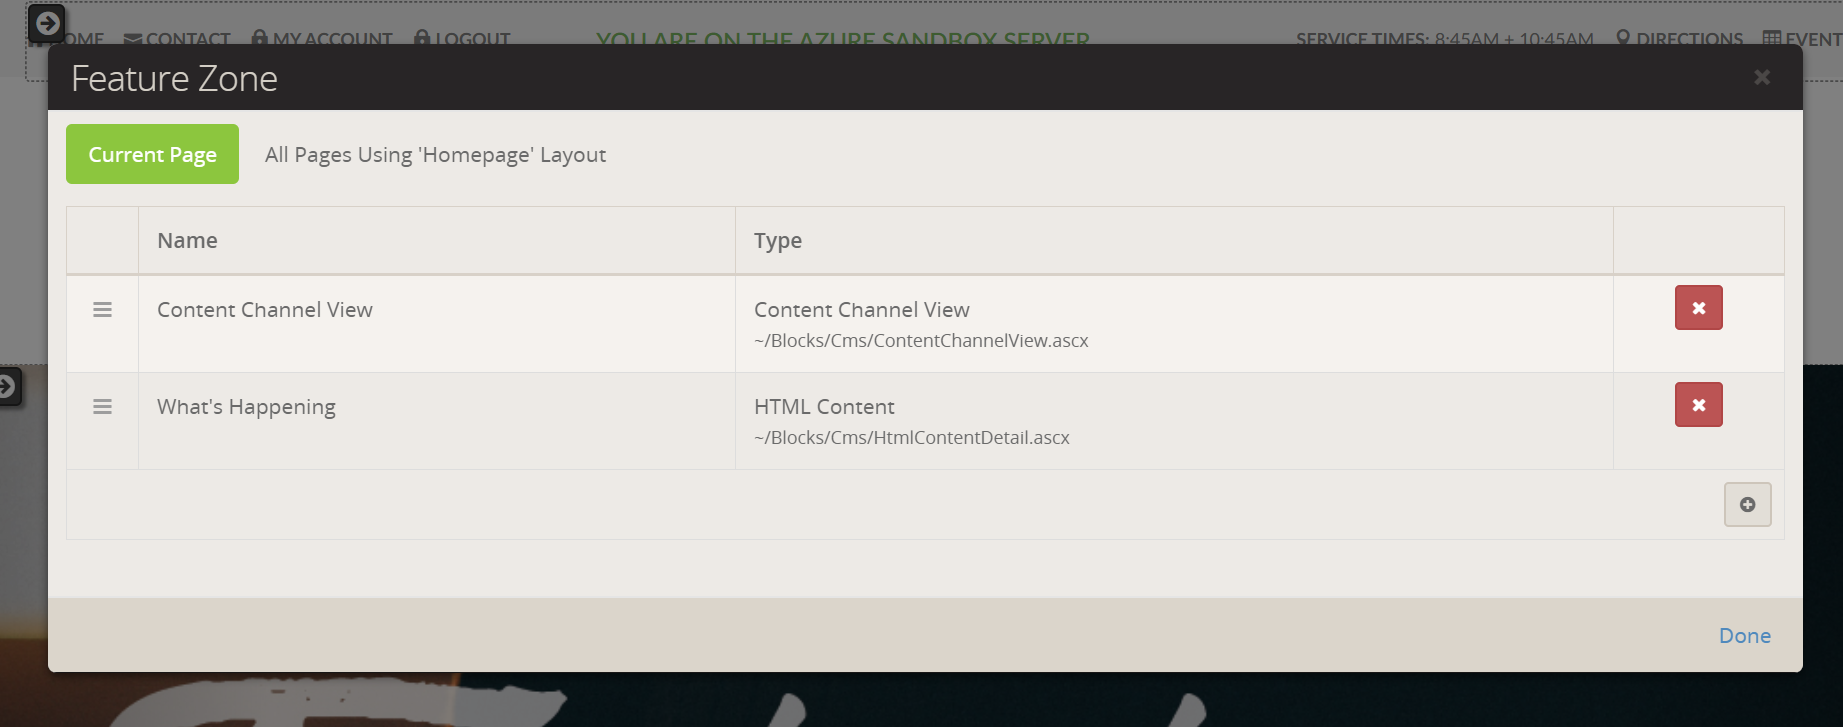 HOME CONTACT MY ACCOUNT LOGOUT YOU ARE ON THE AZURE SANDBOX SERVER SERVICE TIMES: 8:45AM + 10:45AM DIRECTIONS EVENT
Feature Zone
Current Page All Pages Using 'Homepage' Layout
Name Type
Content Channel View Content Channel View
~/Blocks/Cms/ContentChannelView.ascx
What's Happening HTML Content
~/Blocks/Cms/HtmlContentDetail.ascx
Done